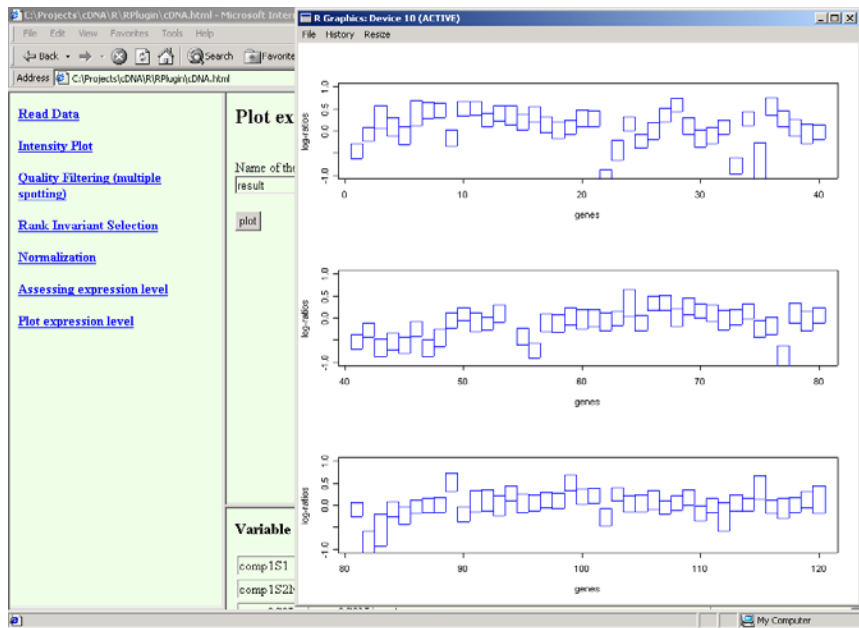 C:\Projects\cDNA\R\RPlugin\cDNA.html - Microsoft Inter
File Edit View Favorites Tools Help
Back Search Favorite
Address C:\Projects\cDNA\R\RPlugin\cDNA.html
Read Data
Intensity Plot
Quality Filtering (multiple
spotting)
Rank Invariant Selection
Normalization
Assessing expression level
Plot expression level
Plot ex
Name of the
result
plot
Variable
comp1S1
R Graphics: Device 10 (ACTIVE)
File History Resize
log-ratios
1.0
0.5
0.0
-1.0
0 10 20 30 40
genes
log-ratios
1.0
0.5
0.0
-1.0
40 50 60 70 80
genes
log-ratios
1.0
0.5
0.0
-1.0
80 90 100 110 120
genes
My Computer